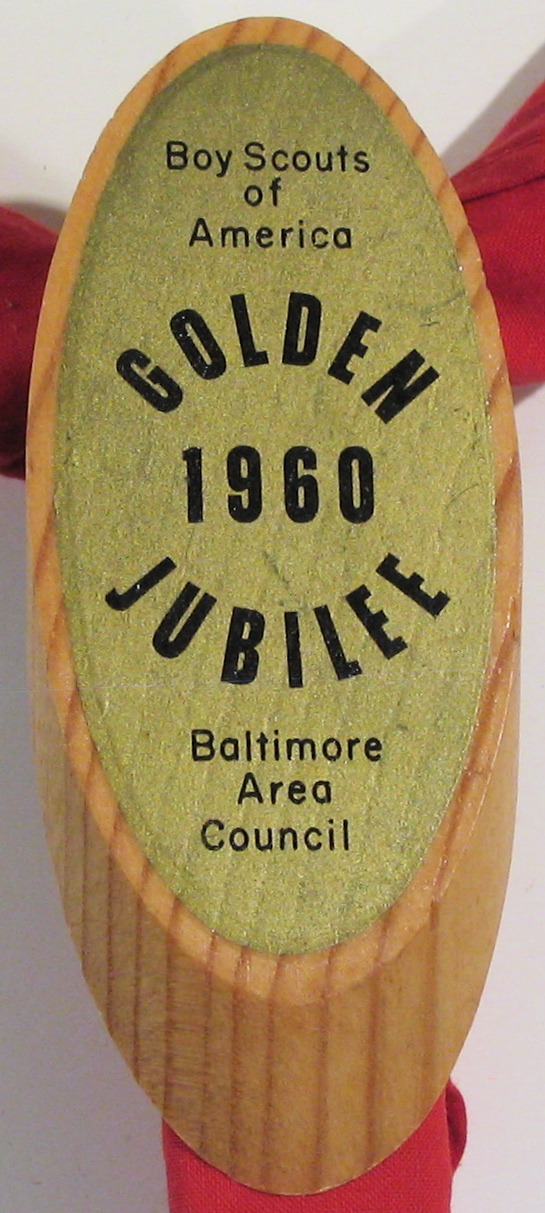 Boy Scouts
of
America
GOLDEN
1960
JUBILEE
Baltimore
Area
Council